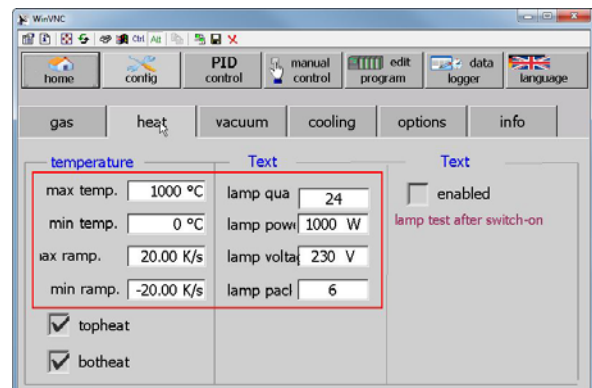 WinVNC
Ctrl Alt
home
config
PID control
manual control
edit program
data logger
language
gas
heat
vacuum
cooling
options
info
temperature
Text
Text
max temp. 1000 °C
lamp qua 24
enabled
min temp. 0 °C
lamp pow 1000 W
lamp test after switch-on
ax ramp. 20.00 K/s
lamp volta 230 V
min ramp. -20.00 K/s
lamp pacl 6
topheat
botheat